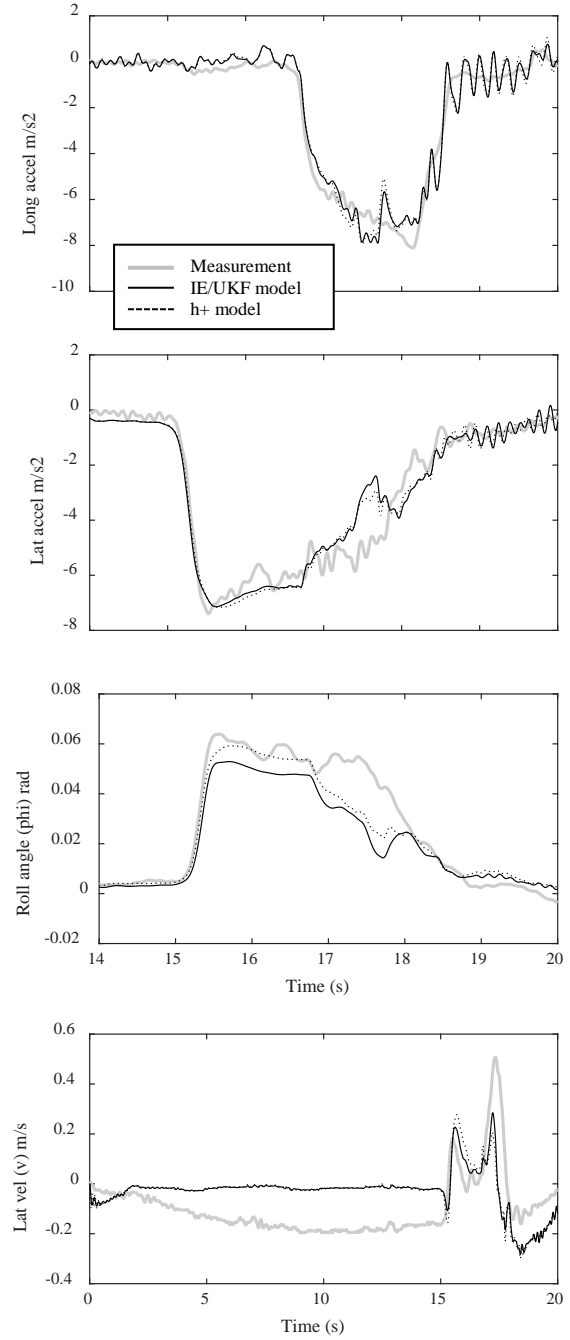 2
0
-2
-4
-6
-8
-10
Long accel m/s2
Measurement
IE/UKF model
h+ model
2
0
-2
-4
-6
-8
Lat accel m/s2
0.08
0.06
0.04
0.02
0
-0.02
Roll angle (phi) rad
14 15 16 17 18 19 20
Time (s)
0.6
0.4
0.2
0
-0.2
-0.4
Lat vel (v) m/s
0 5 10 15 20
Time (s)